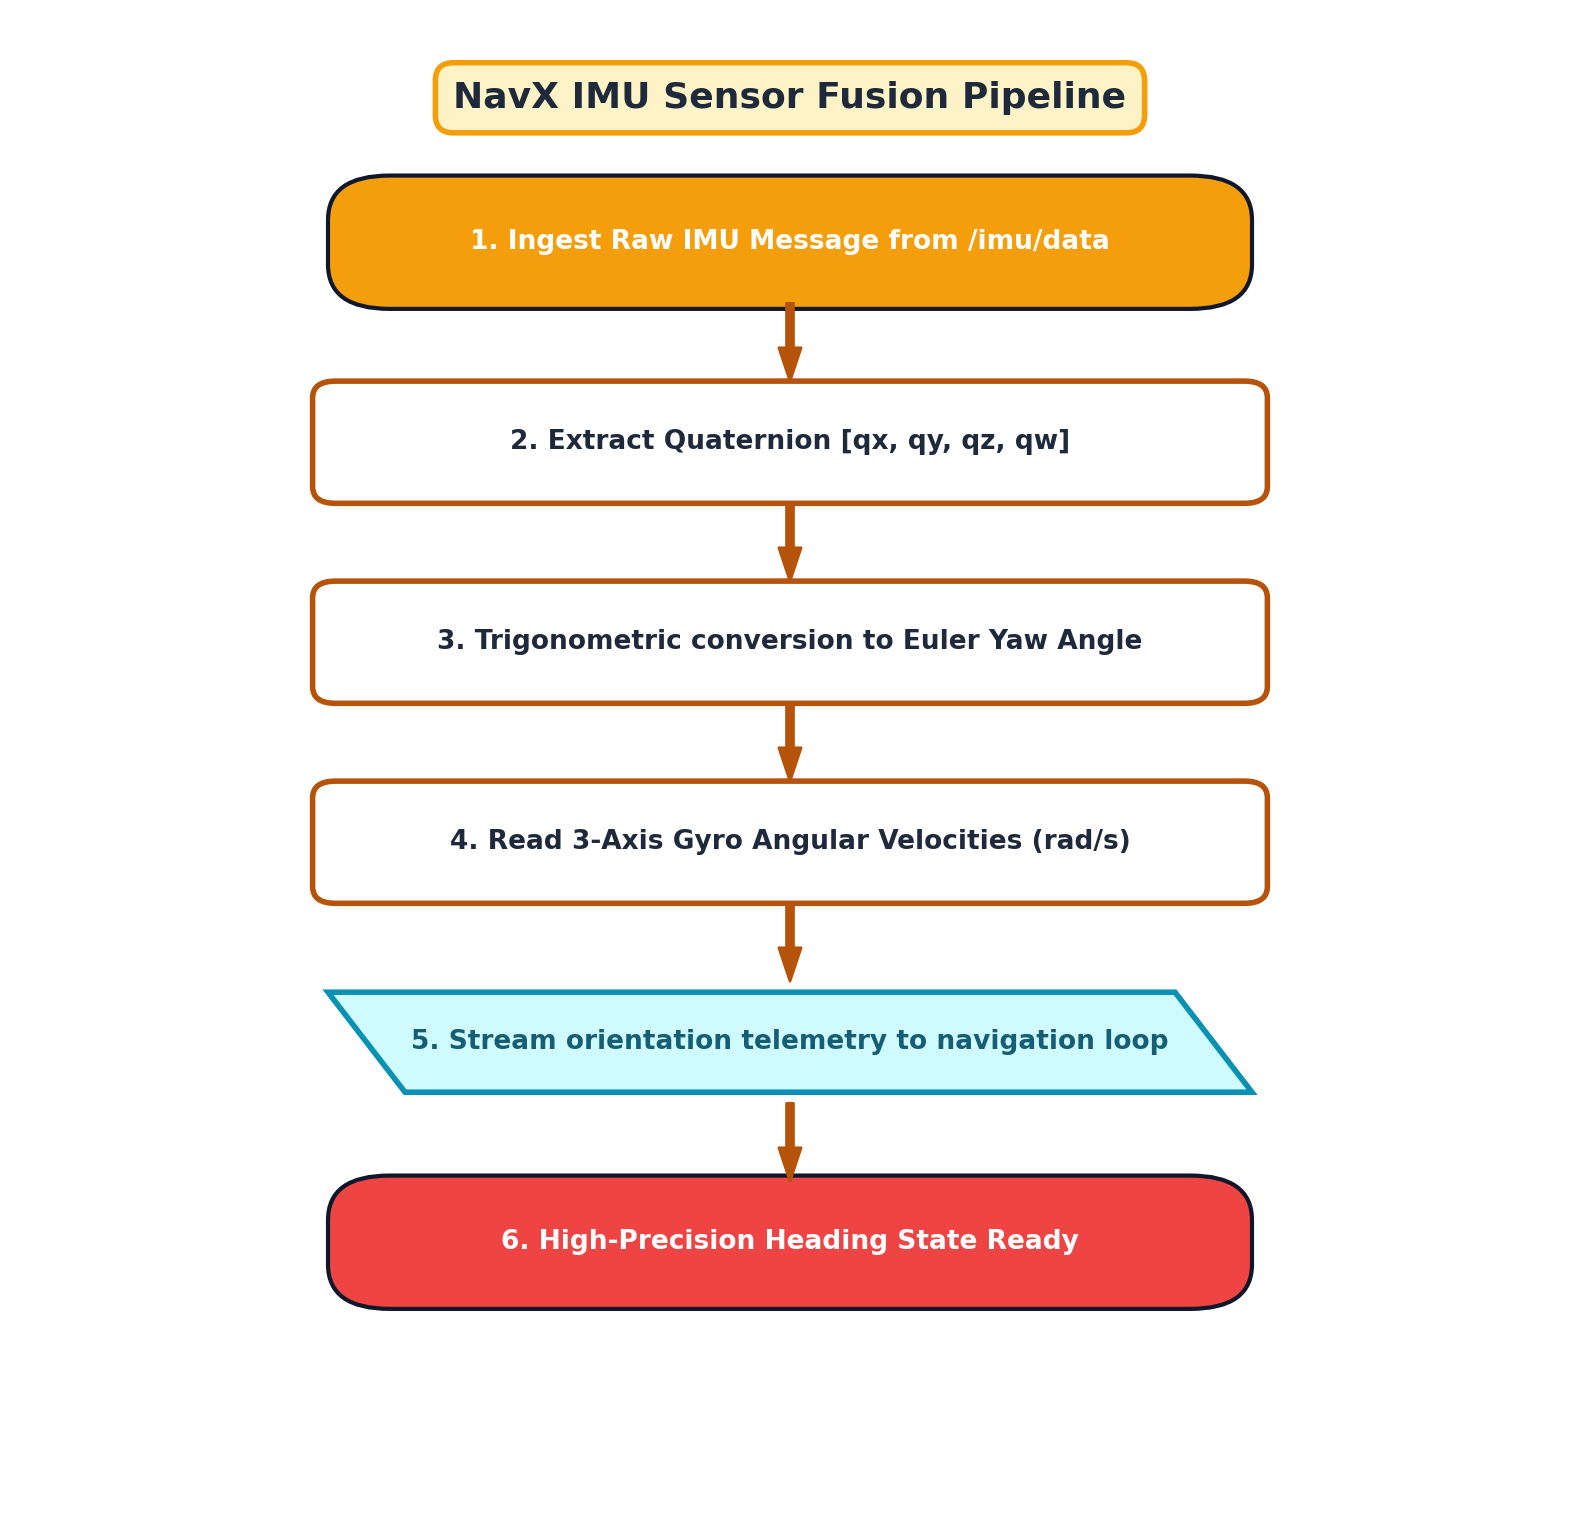 NavX IMU Sensor Fusion Pipeline
1. Ingest Raw IMU Message from /imu/data
2. Extract Quaternion [qx, qy, qz, qw]
3. Trigonometric conversion to Euler Yaw Angle
4. Read 3-Axis Gyro Angular Velocities (rad/s)
5. Stream orientation telemetry to navigation loop
6. High-Precision Heading State Ready